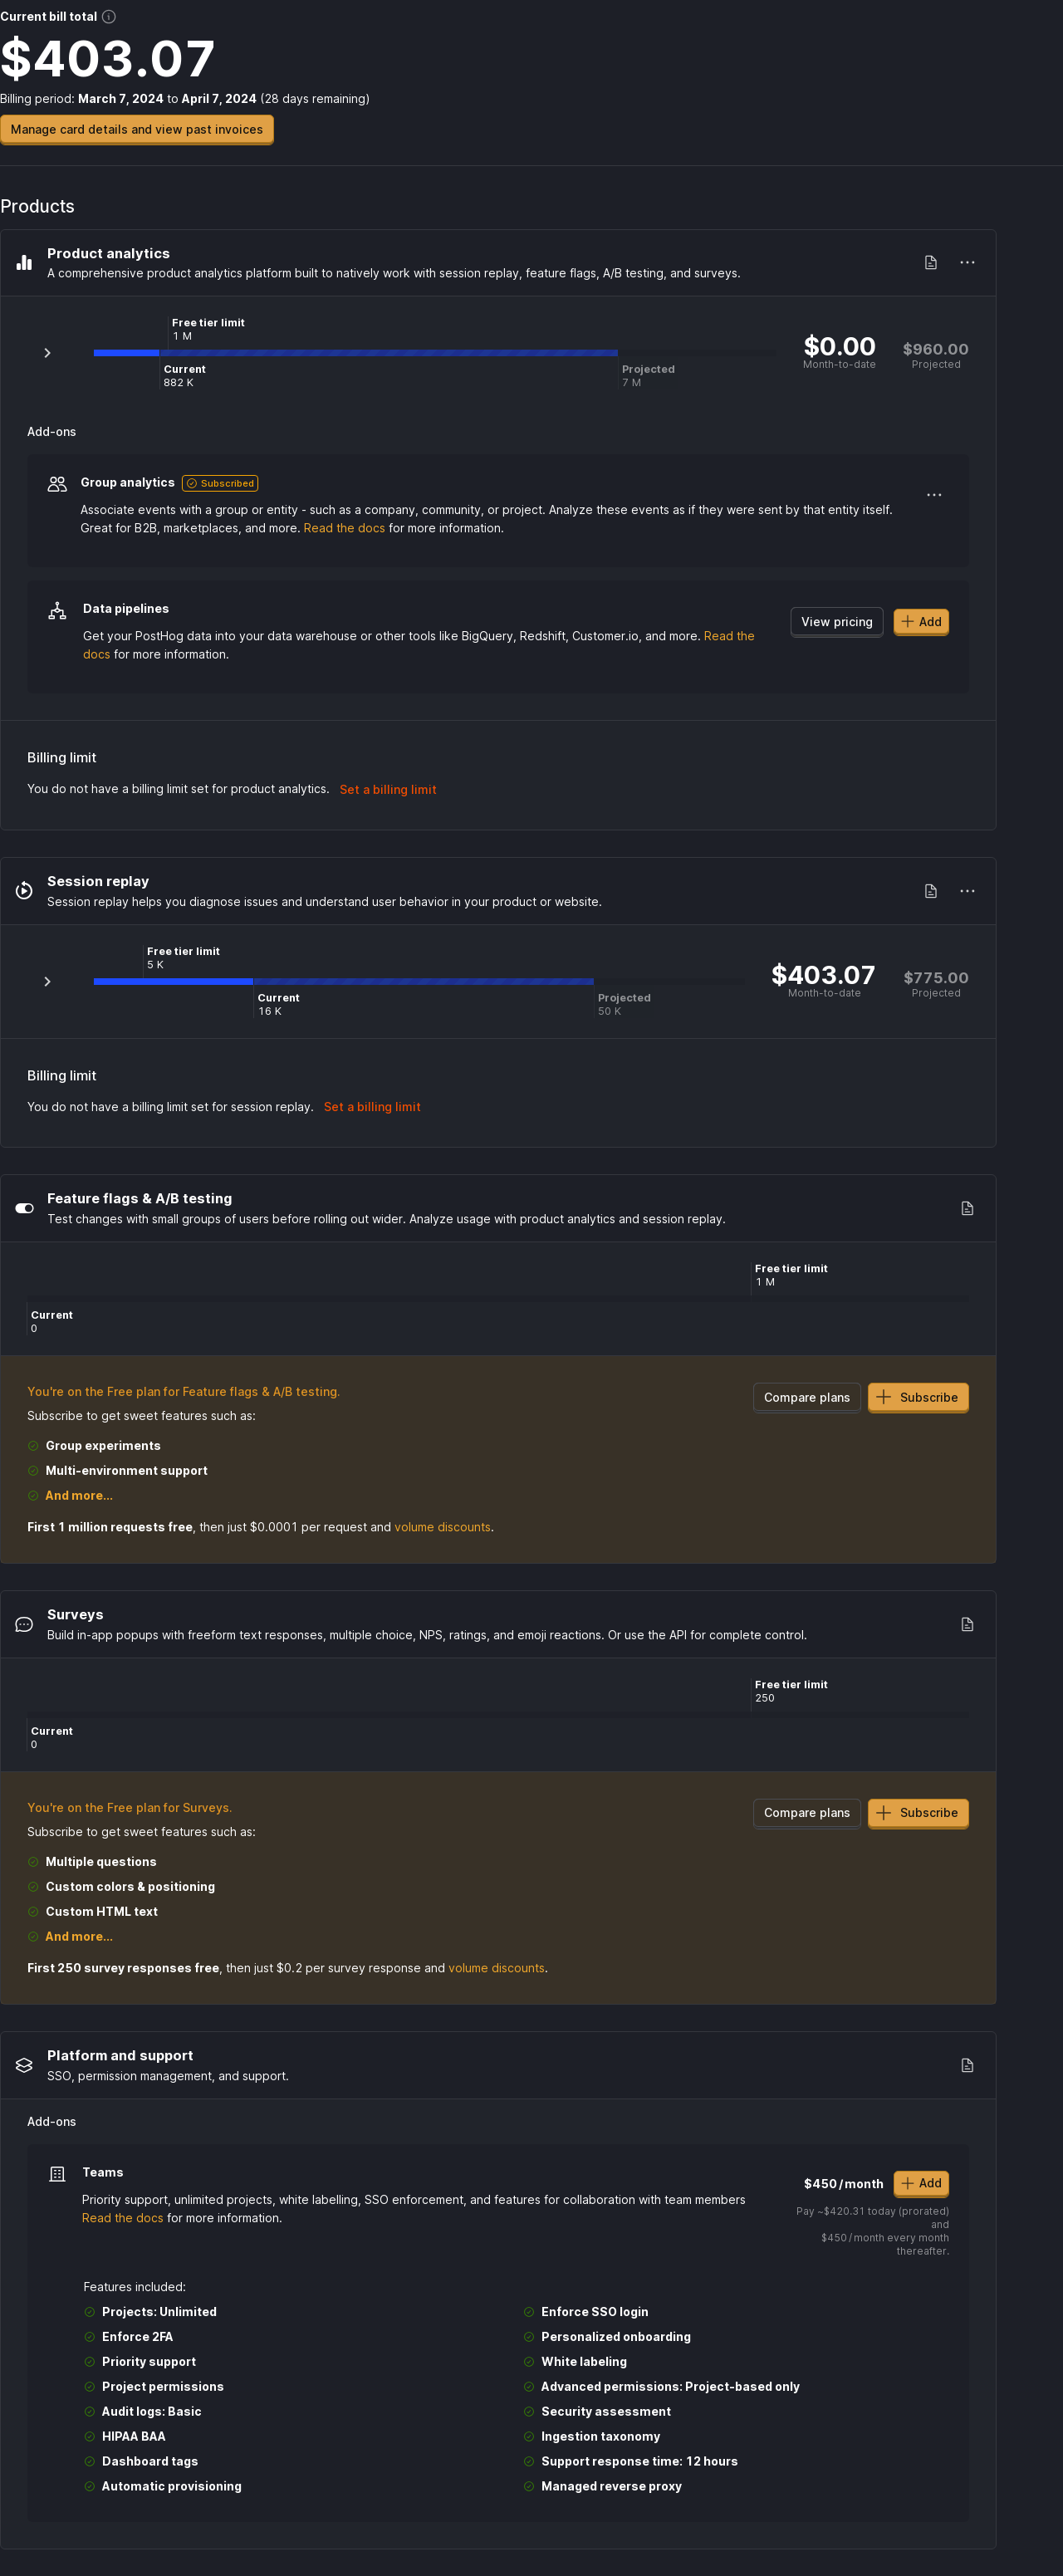 Current bill total
$403.07
Billing period: March 7, 2024 to April 7, 2024 (28 days remaining)
Manage card details and view past invoices
Products
Product analytics
A comprehensive product analytics platform built to natively work with session replay, feature flags, A/B testing, and surveys.
Free tier limit
1 M
Current
882 K
Projected
7 M
$0.00
Month-to-date
$960.00
Projected
Add-ons
Group analytics Subscribed
Associate events with a group or entity - such as a company, community, or project. Analyze these events as if they were sent by that entity itself.
Great for B2B, marketplaces, and more. Read the docs for more information.
Data pipelines
Get your PostHog data into your data warehouse or other tools like BigQuery, Redshift, Customer.io, and more. Read the
docs for more information.
View pricing
Add
Billing limit
You do not have a billing limit set for product analytics. Set a billing limit
Session replay
Session replay helps you diagnose issues and understand user behavior in your product or website.
Free tier limit
5 K
Current
16 K
Projected
50 K
$403.07
Month-to-date
$775.00
Projected
Billing limit
You do not have a billing limit set for session replay. Set a billing limit
Feature flags & A/B testing
Test changes with small groups of users before rolling out wider. Analyze usage with product analytics and session replay.
Free tier limit
1 M
Current
0
You're on the Free plan for Feature flags & A/B testing.
Compare plans
Subscribe
Subscribe to get sweet features such as:
Group experiments
Multi-environment support
And more...
First 1 million requests free, then just $0.0001 per request and volume discounts.
Surveys
Build in-app popups with freeform text responses, multiple choice, NPS, ratings, and emoji reactions. Or use the API for complete control.
Free tier limit
250
Current
0
You're on the Free plan for Surveys.
Compare plans
Subscribe
Subscribe to get sweet features such as:
Multiple questions
Custom colors & positioning
Custom HTML text
And more...
First 250 survey responses free, then just $0.2 per survey response and volume discounts.
Platform and support
SSO, permission management, and support.
Add-ons
Teams
Priority support, unlimited projects, white labelling, SSO enforcement, and features for collaboration with team members
Read the docs for more information.
$450/month
Add
Pay ~$420.31 today (prorated)
and
$450/month every month
thereafter.
Features included:
Projects: Unlimited
Enforce 2FA
Priority support
Project permissions
Audit logs: Basic
HIPAA BAA
Dashboard tags
Automatic provisioning
Enforce SSO login
Personalized onboarding
White labeling
Advanced permissions: Project-based only
Security assessment
Ingestion taxonomy
Support response time: 12 hours
Managed reverse proxy